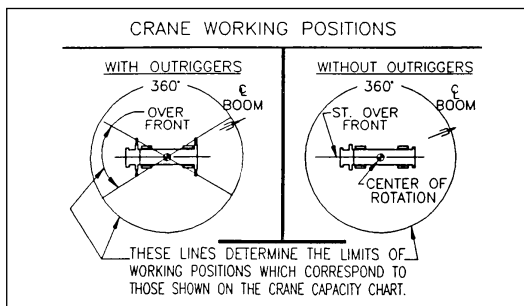 CRANE WORKING POSITIONS
WITH OUTRIGGERS
360°
℄
BOOM
OVER
FRONT
WITHOUT OUTRIGGERS
360°
℄
BOOM
ST. OVER
FRONT
CENTER OF
ROTATION
THESE LINES DETERMINE THE LIMITS OF
WORKING POSITIONS WHICH CORRESPOND TO
THOSE SHOWN ON THE CRANE CAPACITY CHART.